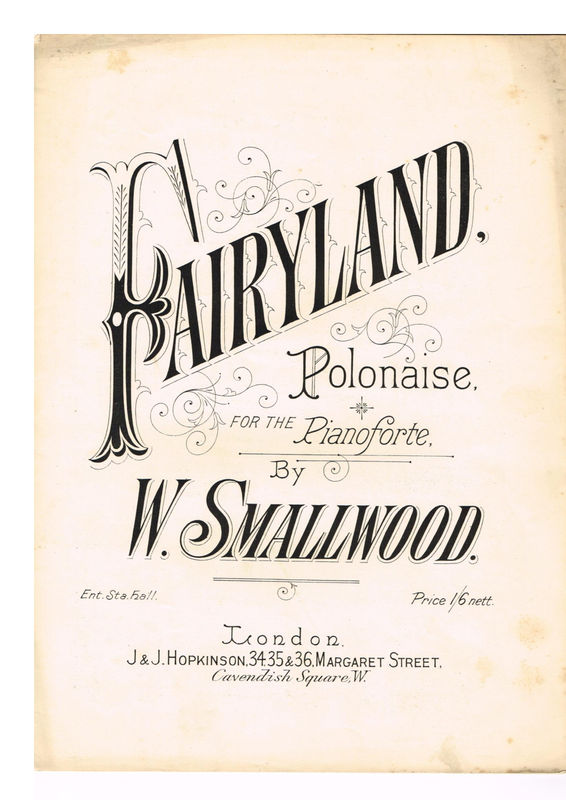 FAIRYLAND,
Polonaise,
FOR THE Pianoforte,
By
W. SMALLWOOD.
Ent. Sta. Hall.
Price 1/6 nett.
London,
J & J. HOPKINSON, 34.35 & 36, MARGARET STREET,
Cavendish Square, W.